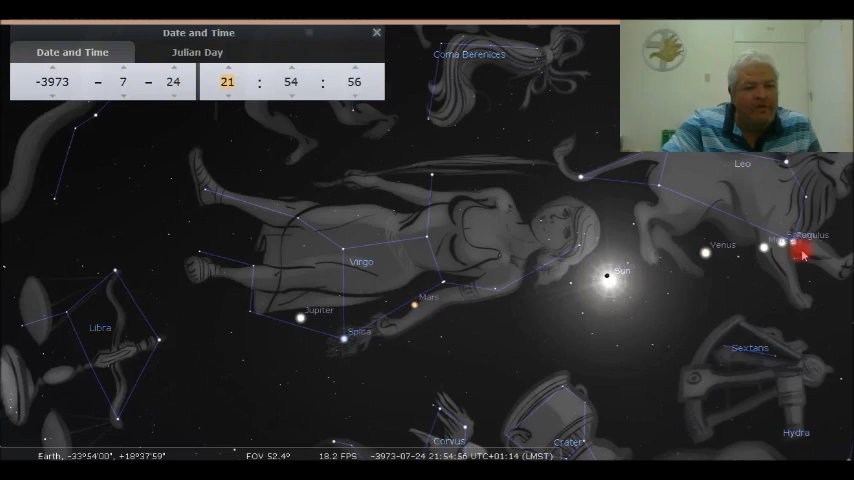 Date and Time
Date and Time Julian Day
-3973 - 7 - 24 21 : 54 : 56
Coma Berenices
Leo
Regulus
Venus
Virgo
Sun
Mars
Jupiter
Spica
Libra
Sextans
Hydra
Corvus
Crater
Earth, -33°54'00", +18°37'59" FOV 52.4° 18.2 FPS -3973-07-24 21:54:56 UTC+01:14 (LMST)